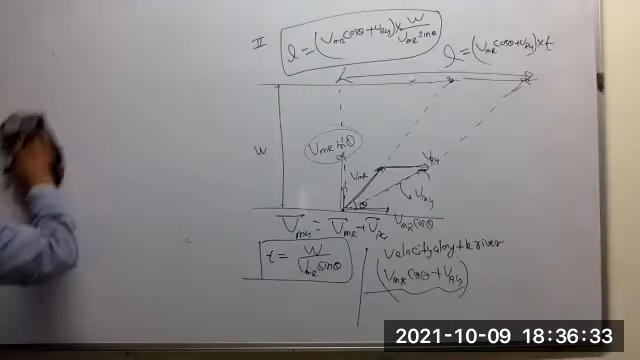 II
l = (VmR cosθ + VRG) × W / VmR sinθ
l = (VmR cosθ + VRG) × t
W
VmR sinθ
VmR
VRG
VmG
θ
VmR cosθ
VmG = VmR + VRG
t = W / VmR sinθ
Velocity along the river
(VmR cosθ + VRG)
2021-10-09 18:36:33